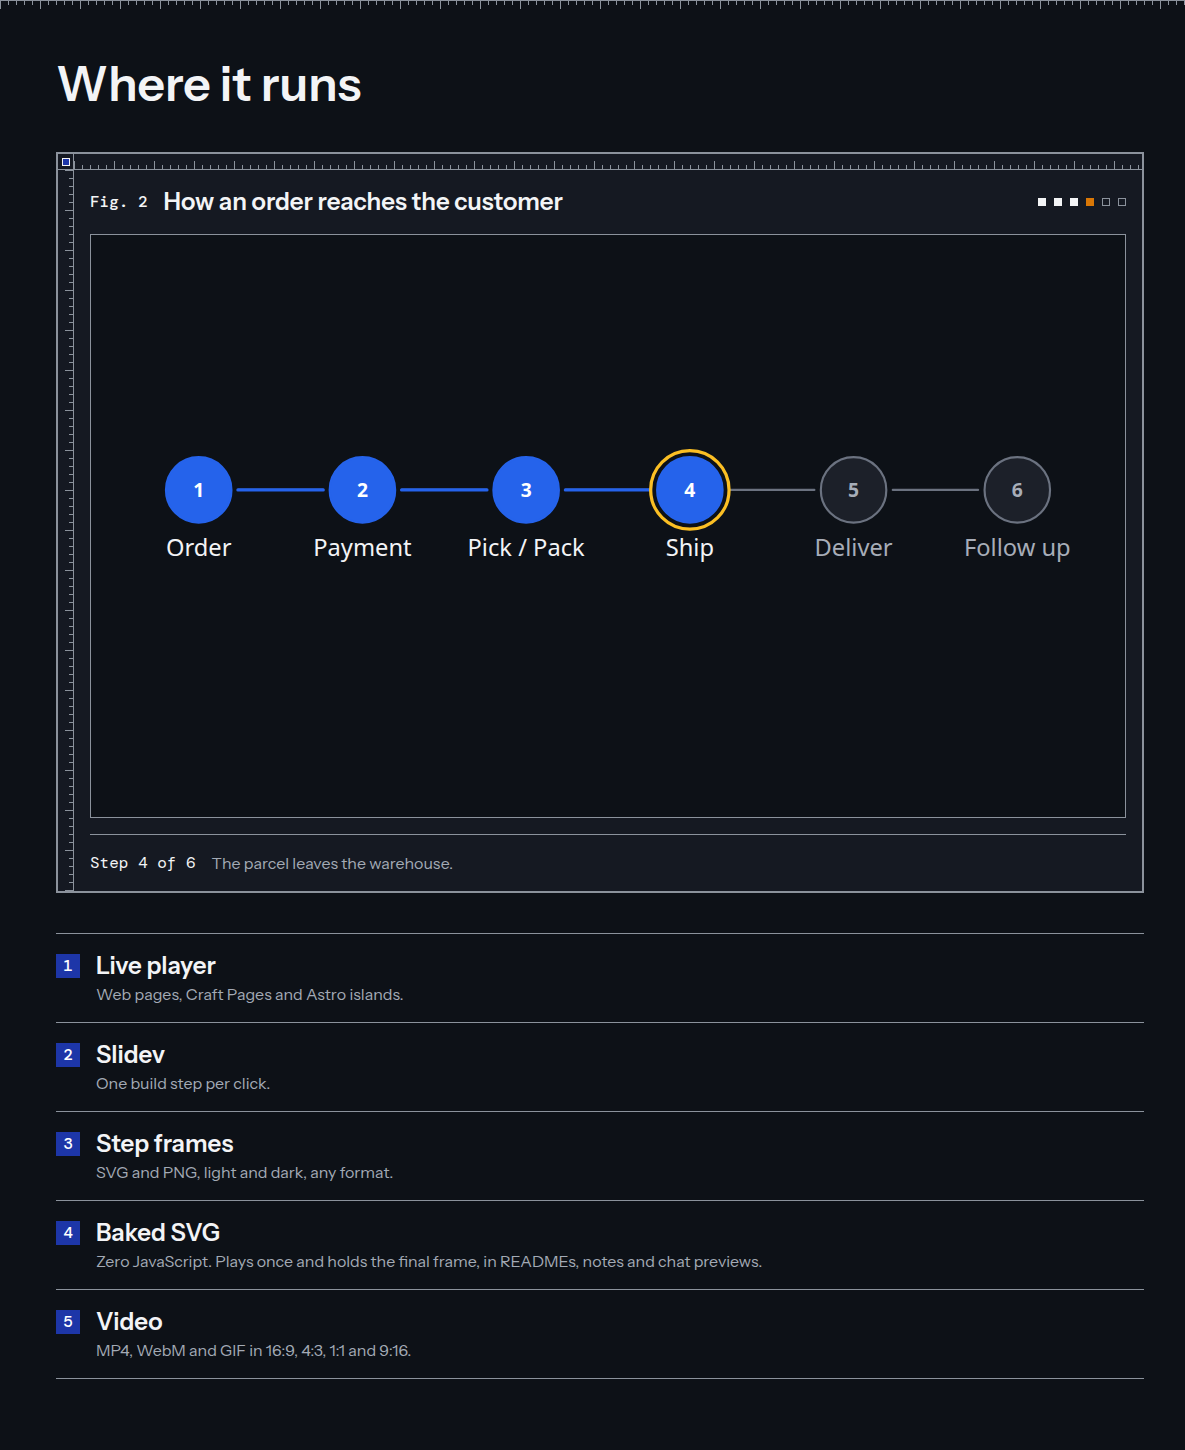 Where it runs
Fig. 2 How an order reaches the customer
1 2 3 4 5 6
Order Payment Pick / Pack Ship Deliver Follow up
Step 4 of 6 The parcel leaves the warehouse.
1 Live player
Web pages, Craft Pages and Astro islands.
2 Slidev
One build step per click.
3 Step frames
SVG and PNG, light and dark, any format.
4 Baked SVG
Zero JavaScript. Plays once and holds the final frame, in READMEs, notes and chat previews.
5 Video
MP4, WebM and GIF in 16:9, 4:3, 1:1 and 9:16.